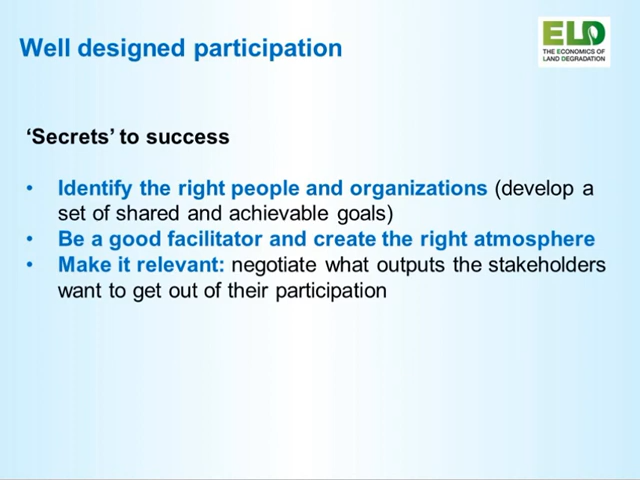 Well designed participation
ELD
THE ECONOMICS OF
LAND DEGRADATION
‘Secrets’ to success
• Identify the right people and organizations (develop a
set of shared and achievable goals)
• Be a good facilitator and create the right atmosphere
• Make it relevant: negotiate what outputs the stakeholders
want to get out of their participation